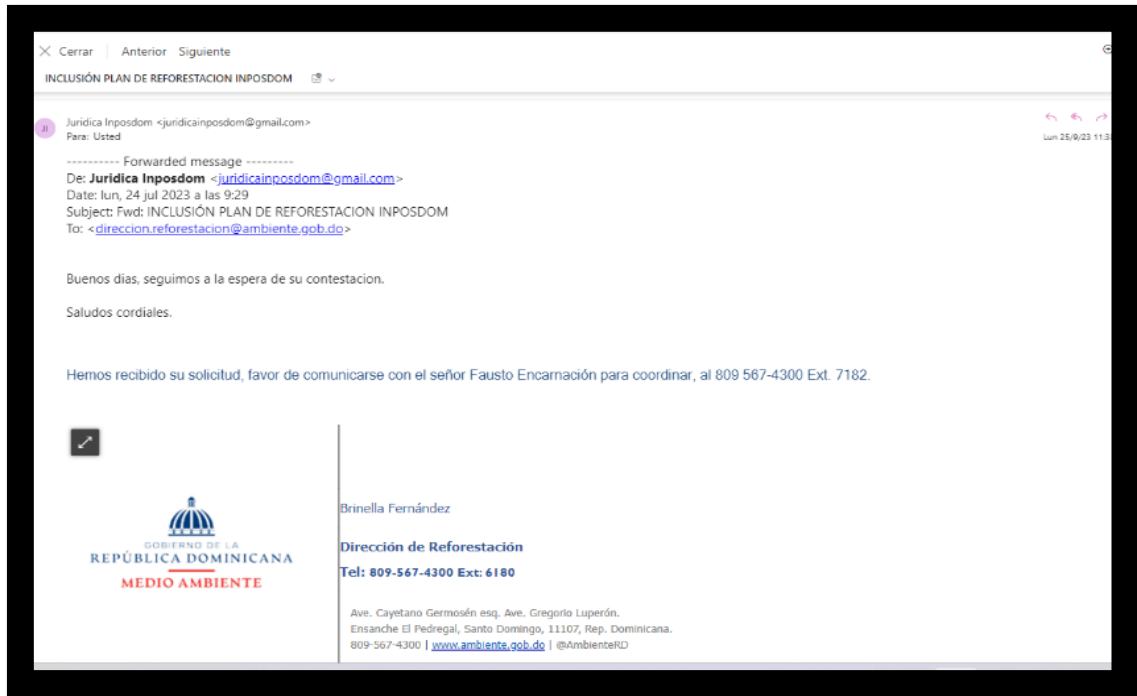 Cerrar Anterior Siguiente
INCLUSIÓN PLAN DE REFORESTACION INPOSDOM
JI
Juridica Inposdom <juridicainposdom@gmail.com>
Para: Usted
Lun 25/9/23 11:3
---------- Forwarded message ---------
De: Juridica Inposdom <juridicainposdom@gmail.com>
Date: lun, 24 jul 2023 a las 9:29
Subject: Fwd: INCLUSIÓN PLAN DE REFORESTACION INPOSDOM
To: <direccion.reforestacion@ambiente.gob.do>
Buenos dias, seguimos a la espera de su contestacion.
Saludos cordiales.
Hemos recibido su solicitud, favor de comunicarse con el señor Fausto Encarnación para coordinar, al 809 567-4300 Ext. 7182.
GOBIERNO DE LA
REPÚBLICA DOMINICANA
MEDIO AMBIENTE
Brinella Fernández
Dirección de Reforestación
Tel: 809-567-4300 Ext: 6180
Ave. Cayetano Germosén esq. Ave. Gregorio Luperón.
Ensanche El Pedregal, Santo Domingo, 11107, Rep. Dominicana.
809-567-4300 | www.ambiente.gob.do | @AmbienteRD